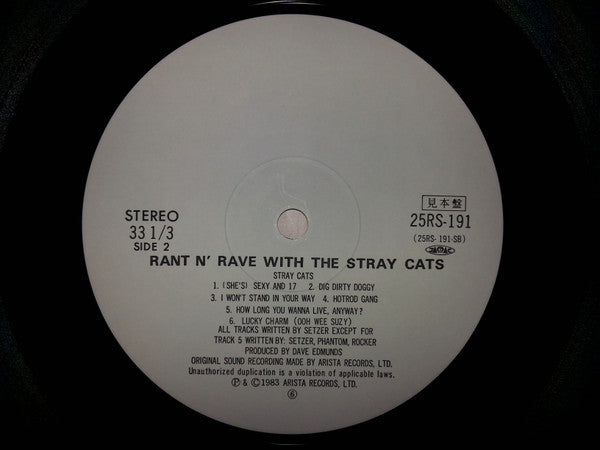 STEREO
33 1/3
SIDE 2
見本盤
25RS-191
(25RS-191-SB)
RANT N' RAVE WITH THE STRAY CATS
STRAY CATS
1. (SHE'S) SEXY AND 17 2. DIG DIRTY DOGGY
3. I WON'T STAND IN YOUR WAY 4. HOTROD GANG
5. HOW LONG YOU WANNA LIVE, ANYWAY?
6. LUCKY CHARM (OOH WEE SUZY)
ALL TRACKS WRITTEN BY SETZER EXCEPT FOR
TRACK 5 WRITTEN BY: SETZER, PHANTOM, ROCKER
PRODUCED BY DAVE EDMUNDS
ORIGINAL SOUND RECORDING MADE BY ARISTA RECORDS, LTD.
Unauthorized duplication is a violation of applicable laws.
Ⓟ & © 1983 ARISTA RECORDS, LTD.
⑥